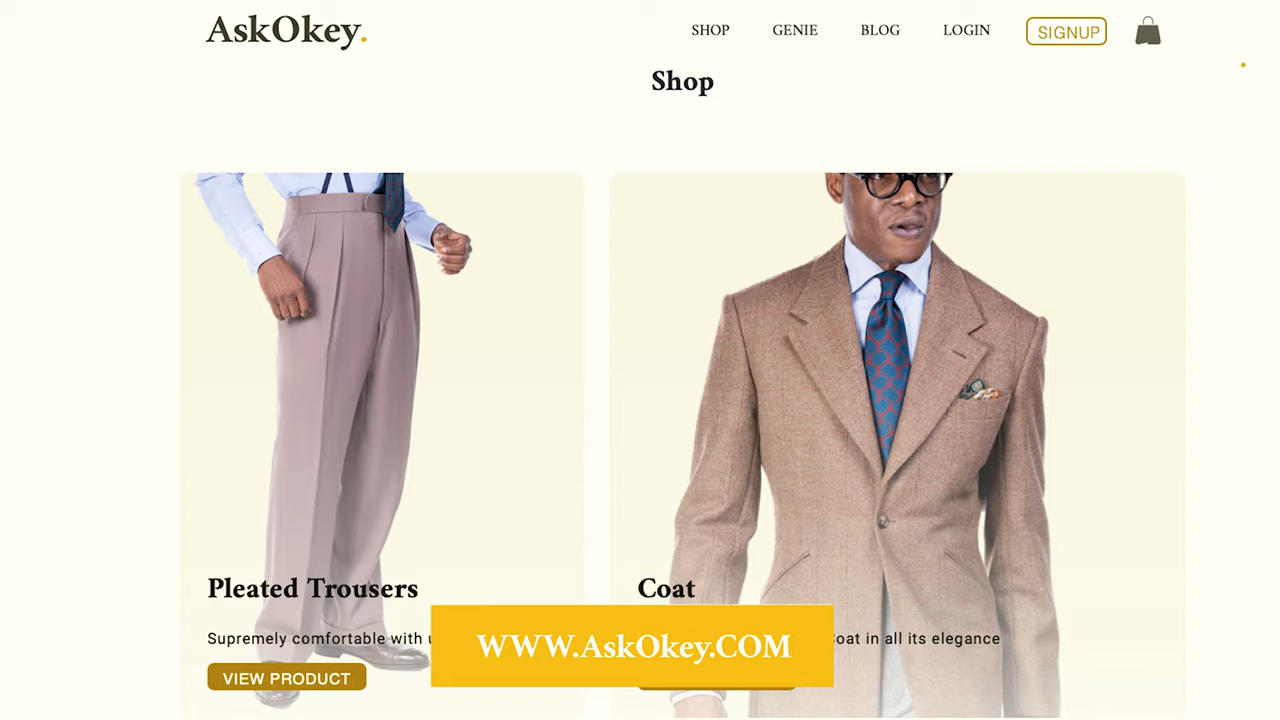 AskOkey.
SHOP
GENIE
BLOG
LOGIN
SIGNUP
Shop
Pleated Trousers
Supremely comfortable with
VIEW PRODUCT
Coat
Coat in all its elegance
WWW.AskOkey.COM